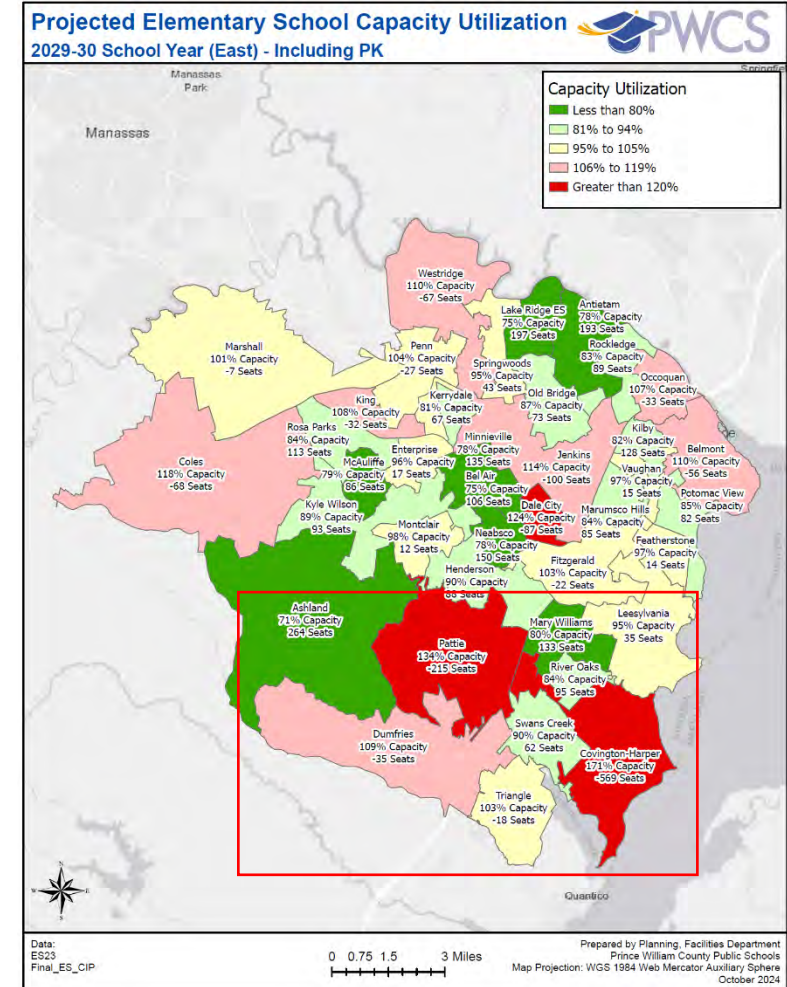 Projected Elementary School Capacity Utilization
2029-30 School Year (East) - Including PK
PWCS
Manassas
Park
Manassas
Capacity Utilization
Less than 80%
81% to 94%
95% to 105%
106% to 119%
Greater than 120%
Westridge
110% Capacity
-67 Seats
Lake Ridge ES
75% Capacity
197 Seats
Antietam
78% Capacity
193 Seats
Rockledge
83% Capacity
89 Seats
Marshall
101% Capacity
-7 Seats
Penn
104% Capacity
-27 Seats
Springwoods
95% Capacity
43 Seats
Occoquan
107% Capacity
-33 Seats
Old Bridge
87% Capacity
73 Seats
Kerrydale
81% Capacity
67 Seats
King
108% Capacity
-32 Seats
Rosa Parks
84% Capacity
113 Seats
Kilby
82% Capacity
128 Seats
Minnieville
78% Capacity
135 Seats
Belmont
110% Capacity
-56 Seats
Enterprise
96% Capacity
17 Seats
Jenkins
114% Capacity
-100 Seats
Coles
118% Capacity
-68 Seats
McAuliffe
79% Capacity
86 Seats
Vaughan
97% Capacity
15 Seats
Bel Air
75% Capacity
106 Seats
Potomac View
85% Capacity
82 Seats
Kyle Wilson
89% Capacity
93 Seats
Dale City
124% Capacity
-87 Seats
Marumsco Hills
84% Capacity
85 Seats
Montclair
98% Capacity
12 Seats
Neabsco
78% Capacity
150 Seats
Featherstone
97% Capacity
14 Seats
Fitzgerald
103% Capacity
-22 Seats
Henderson
90% Capacity
88 Seats
Ashland
71% Capacity
264 Seats
Leesylvania
95% Capacity
35 Seats
Mary Williams
80% Capacity
133 Seats
Pattie
134% Capacity
-215 Seats
River Oaks
84% Capacity
95 Seats
Swans Creek
90% Capacity
62 Seats
Dumfries
109% Capacity
-35 Seats
Covington-Harper
171% Capacity
-569 Seats
Triangle
103% Capacity
-18 Seats
N
W
E
S
Quantico
Data:
ES23
Final_ES_CIP
0 0.75 1.5 3 Miles
Prepared by Planning, Facilities Department
Prince William County Public Schools
Map Projection: WGS 1984 Web Mercator Auxiliary Sphere
October 2024